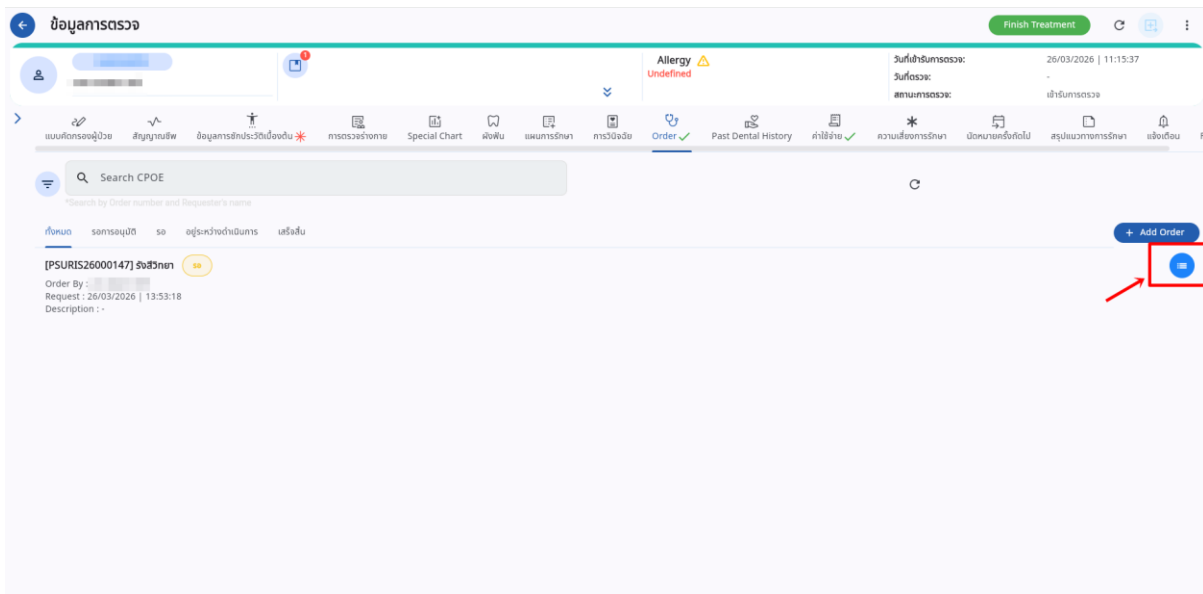 ข้อมูลการตรวจ
Finish Treatment
1
Allergy
Undefined
วันที่เข้ารับการตรวจ: 26/03/2026 | 11:15:37
วันที่ตรวจ: -
สถานะการตรวจ: เข้ารับการตรวจ
แบบคัดกรองผู้ป่วย สัญญาณชีพ ข้อมูลการซักประวัติเบื้องต้น การตรวจร่างกาย Special Chart ผังฟัน แผนการรักษา การวินิจฉัย Order Past Dental History ค่าใช้จ่าย ความเสี่ยงการรักษา นัดหมายครั้งถัดไป สรุปแนวทางการรักษา แจ้งเตือน
Search CPOE
*Search by Order number and Requester's name
ทั้งหมด รอการอนุมัติ รอ อยู่ระหว่างดำเนินการ เสร็จสิ้น
+ Add Order
[PSURIS26000147] รังสีวิทยา รอ
Order By :
Request : 26/03/2026 | 13:53:18
Description : -